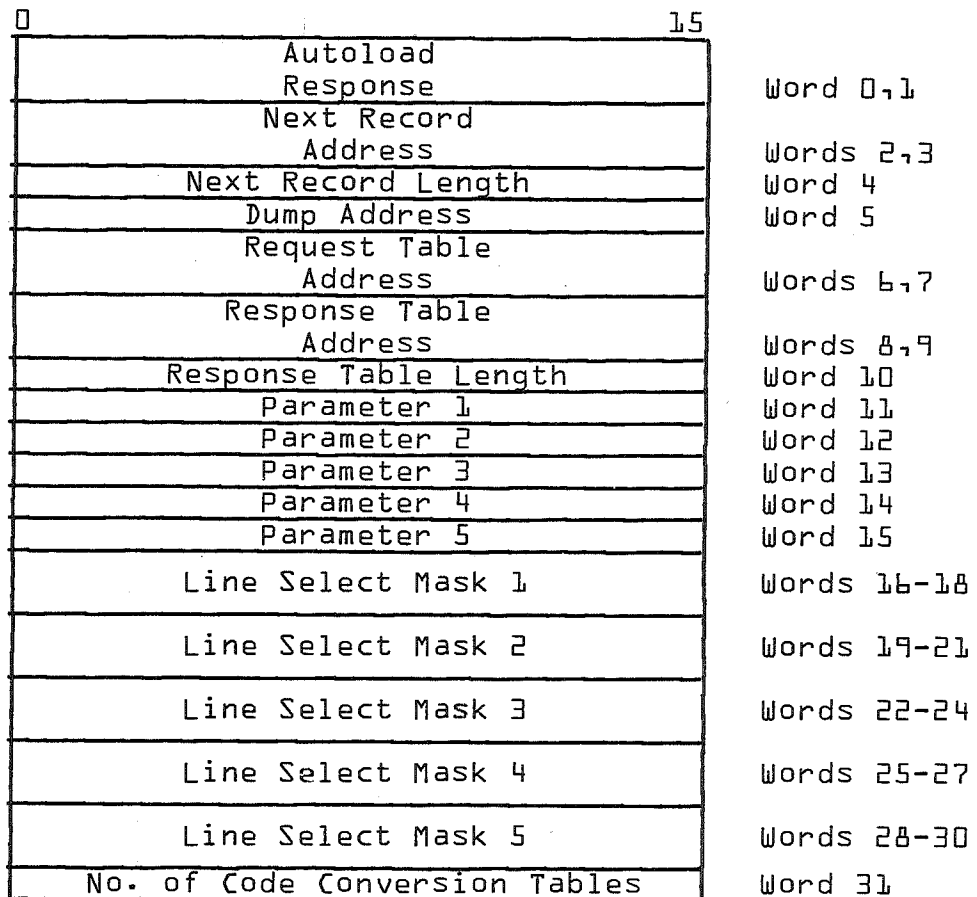 0 15
Autoload
Response Word 0,1
Next Record
Address Words 2,3
Next Record Length Word 4
Dump Address Word 5
Request Table
Address Words 6,7
Response Table
Address Words 8,9
Response Table Length Word 10
Parameter 1 Word 11
Parameter 2 Word 12
Parameter 3 Word 13
Parameter 4 Word 14
Parameter 5 Word 15
Line Select Mask 1 Words 16-18
Line Select Mask 2 Words 19-21
Line Select Mask 3 Words 22-24
Line Select Mask 4 Words 25-27
Line Select Mask 5 Words 28-30
No. of Code Conversion Tables Word 31